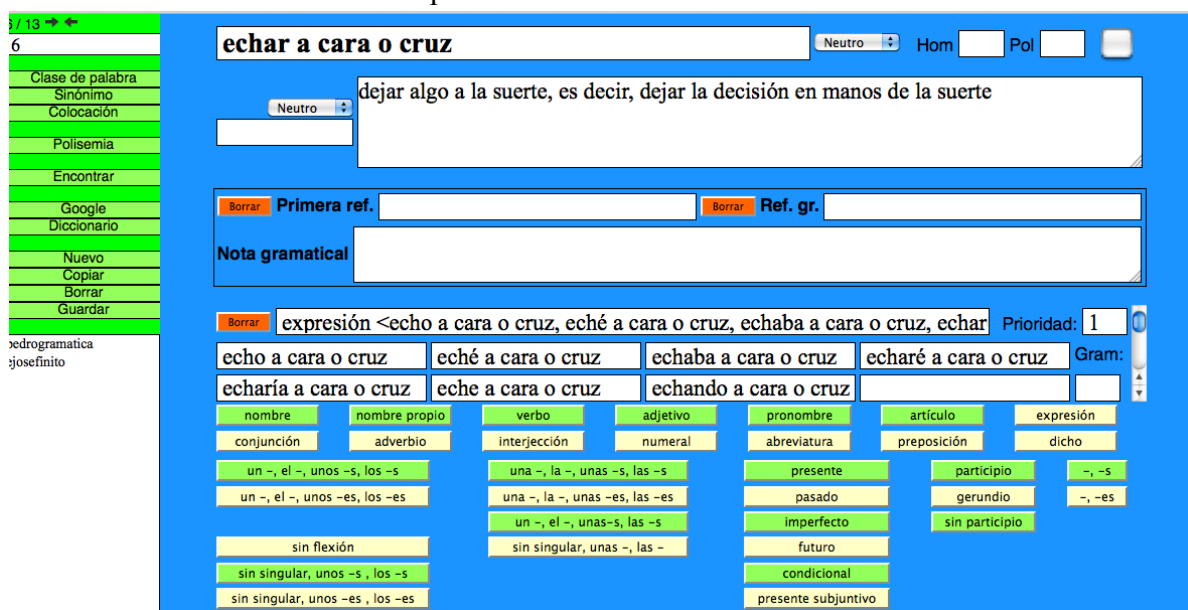 / 13 → ←
6
Clase de palabra
Sinónimo
Colocación
Polisemia
Encontrar
Google
Diccionario
Nuevo
Copiar
Borrar
Guardar
pedrogramatica
ejosefinito
echar a cara o cruz Neutro Hom Pol
Neutro dejar algo a la suerte, es decir, dejar la decisión en manos de la suerte
Borrar Primera ref. Borrar Ref. gr.
Nota gramatical
Borrar expresión <echo a cara o cruz, eché a cara o cruz, echaba a cara o cruz, echar Prioridad: 1
echo a cara o cruz eché a cara o cruz echaba a cara o cruz echaré a cara o cruz Gram:
echaría a cara o cruz eche a cara o cruz echando a cara o cruz
nombre nombre propio verbo adjetivo pronombre artículo expresión
conjunción adverbio interjección numeral abreviatura preposición dicho
un -, el -, unos -s, los -s una -, la -, unas -s, las -s presente participio -, -s
un -, el -, unos -es, los -es una -, la -, unas -es, las -es pasado gerundio -, -es
un -, el -, unas-s, las -s imperfecto sin participio
sin flexión sin singular, unas -, las - futuro
sin singular, unos -s , los -s condicional
sin singular, unos -es , los -es presente subjuntivo